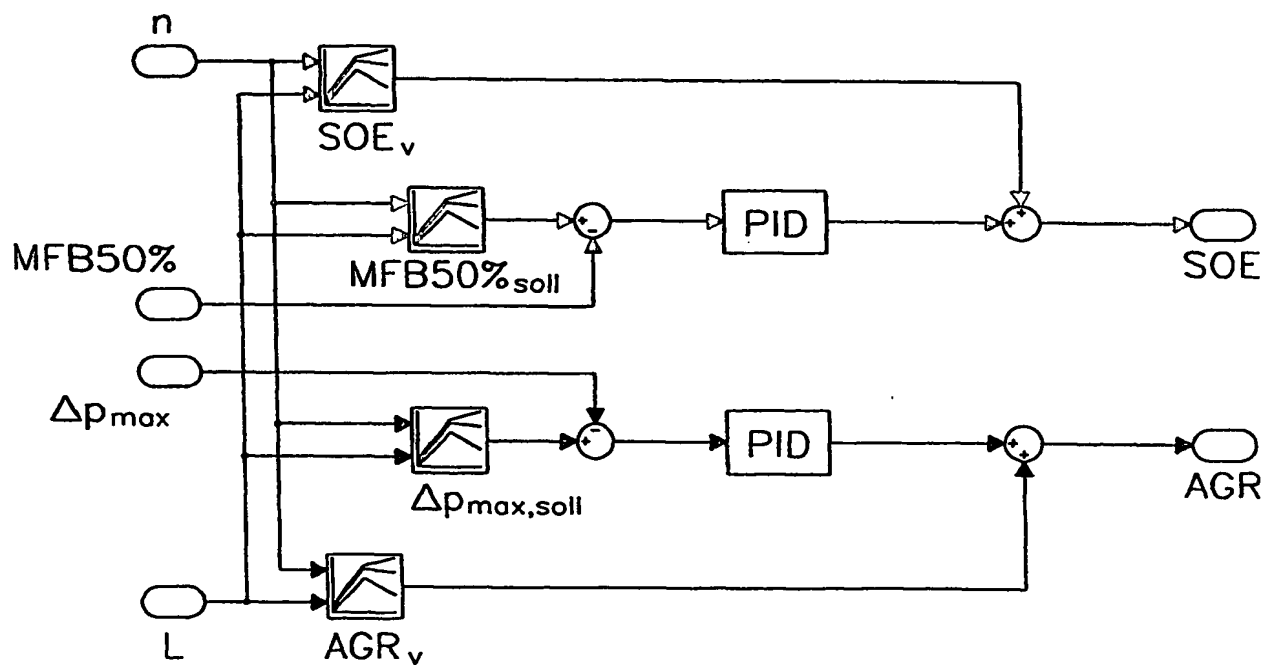 n
SOEv
+
+
+
-
PID
MFB50%
MFB50%soll
SOE
Δpmax
-
+
PID
+
+
Δpmax,soll
AGR
L
AGRv